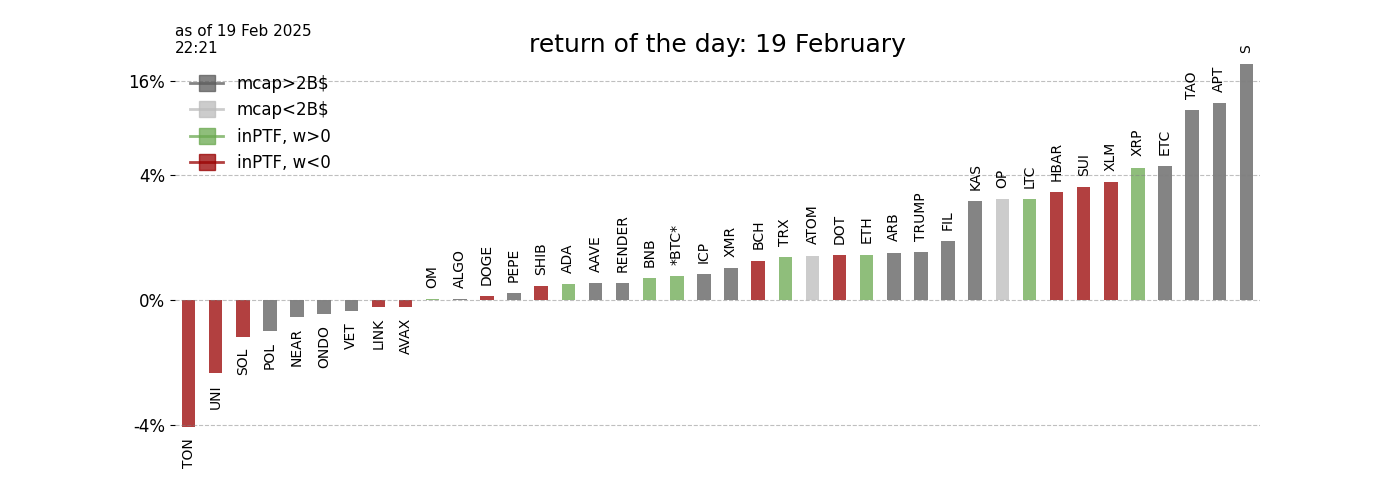 as of 19 Feb 2025
22:21
return of the day: 19 February
mcap>2B$
mcap<2B$
inPTF, w>0
inPTF, w<0
16%
4%
0%
-4%
TON
UNI
SOL
POL
NEAR
ONDO
VET
LINK
AVAX
OM
ALGO
DOGE
PEPE
SHIB
ADA
AAVE
RENDER
BNB
*BTC*
ICP
XMR
BCH
TRX
ATOM
DOT
ETH
ARB
TRUMP
FIL
KAS
OP
LTC
HBAR
SUI
XLM
XRP
ETC
TAO
APT
S